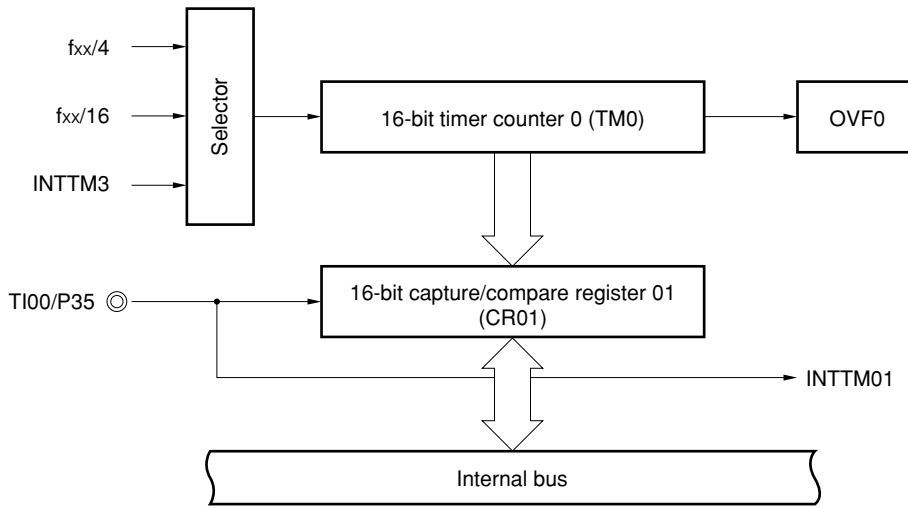 fxx/4
fxx/16
INTTM3
Selector
16-bit timer counter 0 (TM0)
OVF0
TI00/P35
16-bit capture/compare register 01
(CR01)
INTTM01
Internal bus